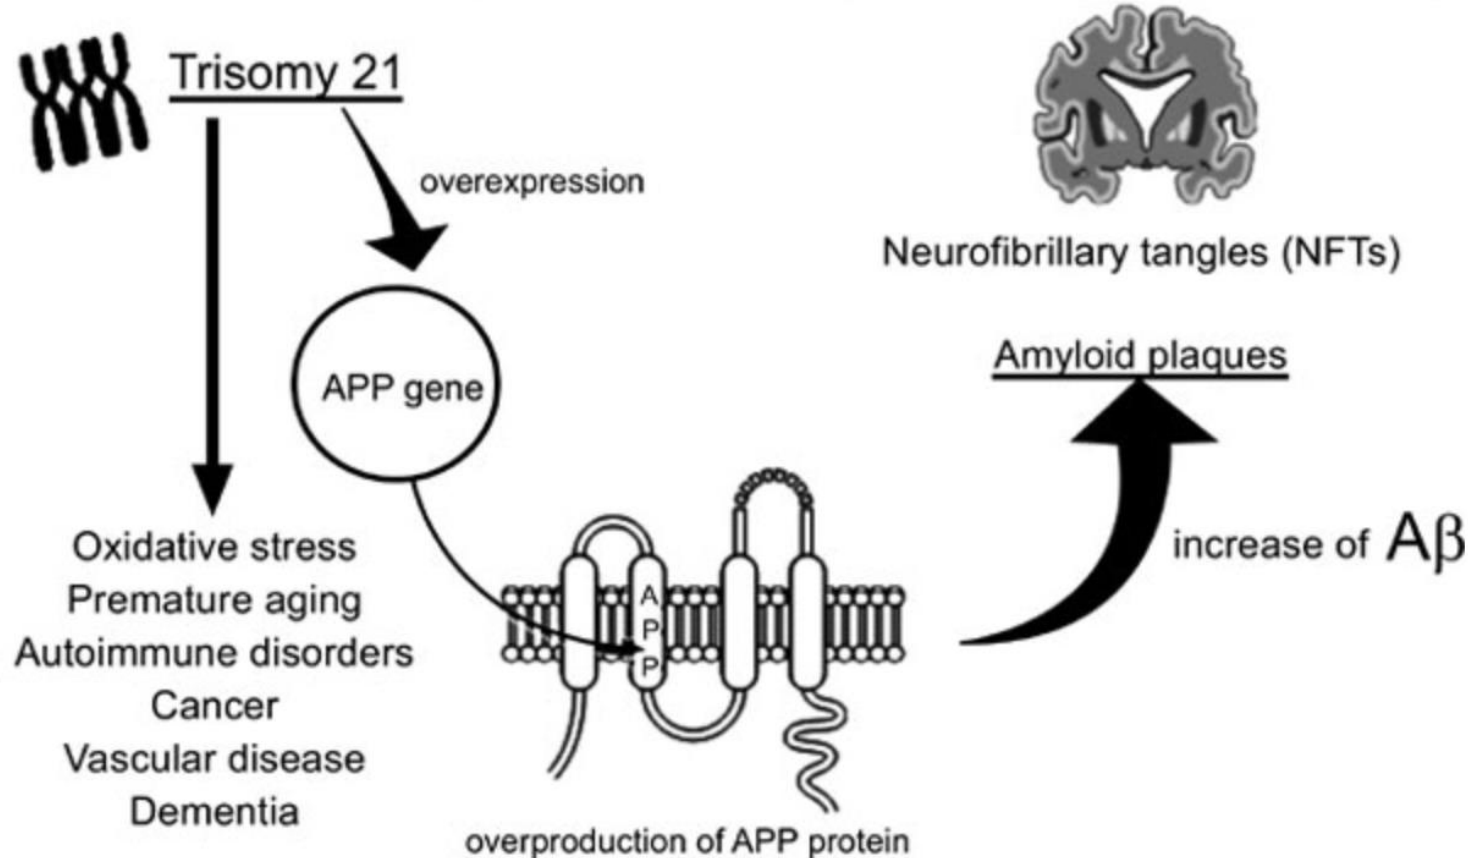 Trisomy 21
overexpression
APP gene
Oxidative stress
Premature aging
Autoimmune disorders
Cancer
Vascular disease
Dementia
A
P
P
overproduction of APP protein
increase of Aβ
Amyloid plaques
Neurofibrillary tangles (NFTs)